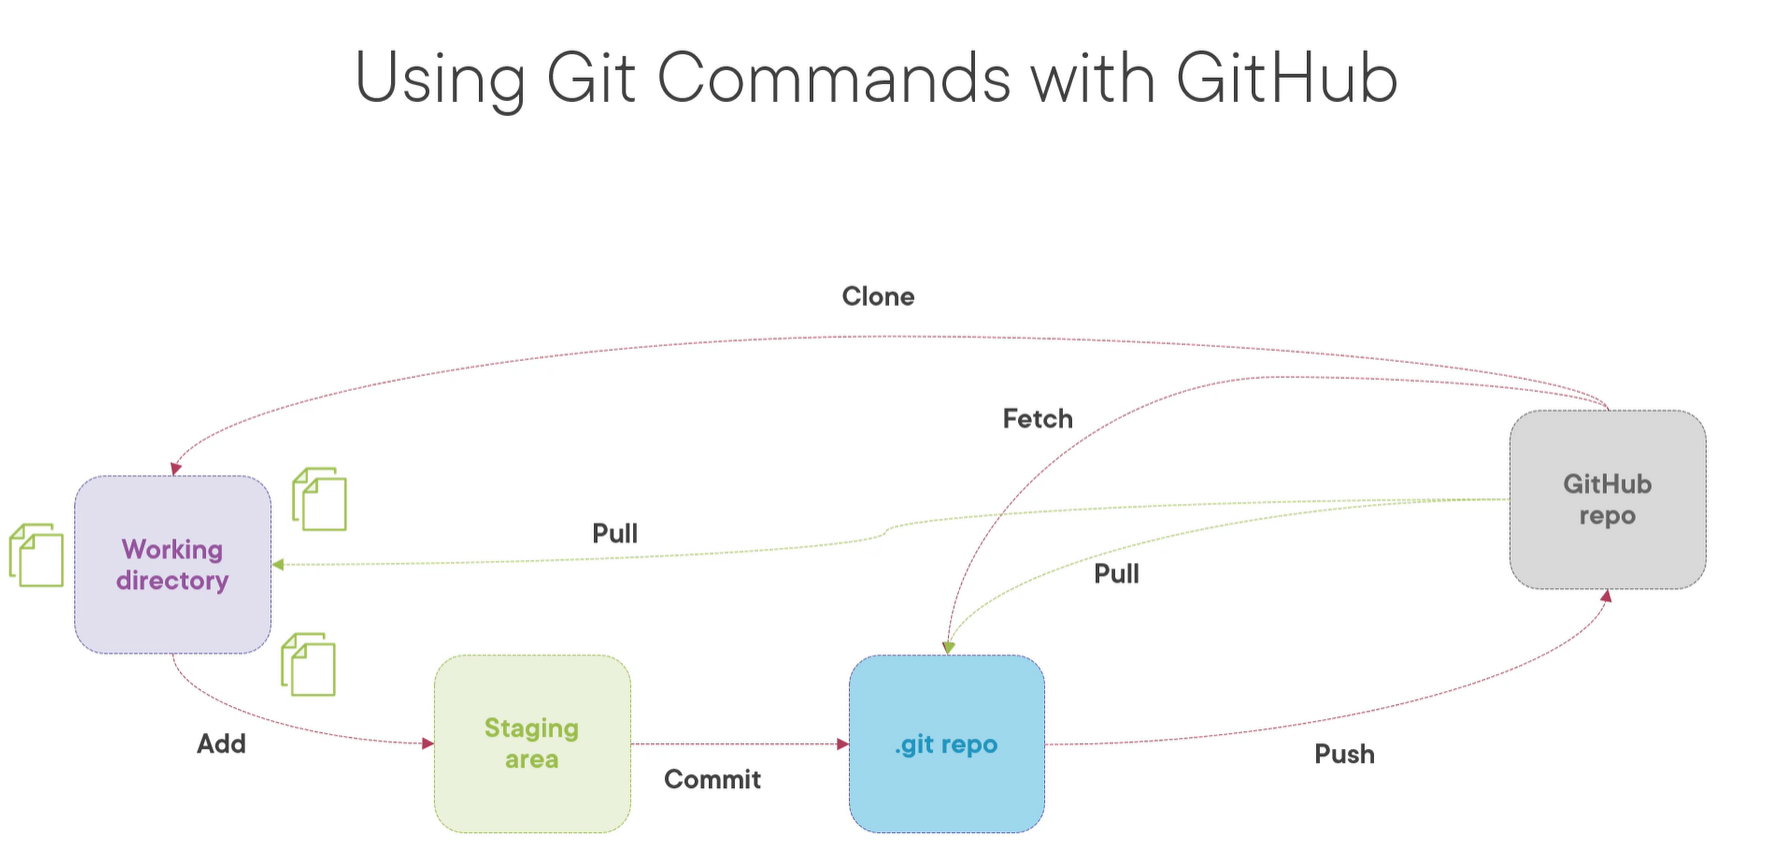 Using Git Commands with GitHub
Clone
Fetch
GitHub
repo
Pull
Working
directory
Pull
Staging
area
.git repo
Add
Commit
Push